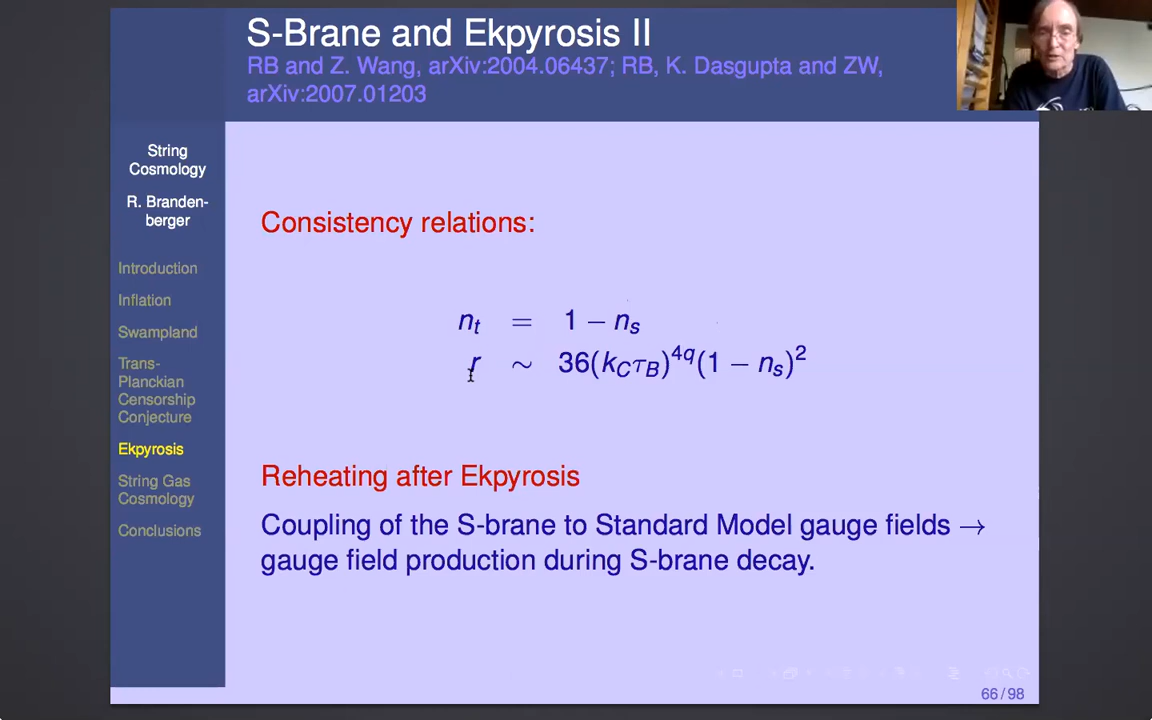 S-Brane and Ekpyrosis II
RB and Z. Wang, arXiv:2004.06437; RB, K. Dasgupta and ZW,
arXiv:2007.01203
String
Cosmology
R. Branden-
berger
Introduction
Inflation
Swampland
Trans-
Planckian
Censorship
Conjecture
Ekpyrosis
String Gas
Cosmology
Conclusions
Consistency relations:
n_t = 1 − n_s
r ∼ 36(k_C τ_B)^{4q}(1 − n_s)^2
Reheating after Ekpyrosis
Coupling of the S-brane to Standard Model gauge fields →
gauge field production during S-brane decay.
66 / 98